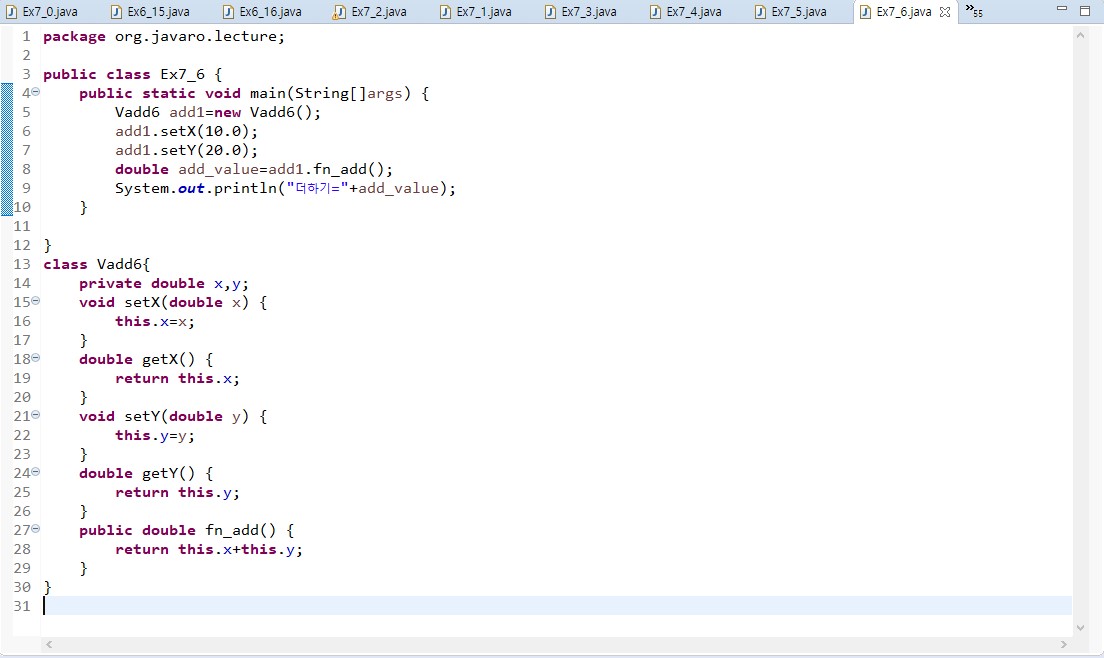 Ex7_0.java Ex6_15.java Ex6_16.java Ex7_2.java Ex7_1.java Ex7_3.java Ex7_4.java Ex7_5.java Ex7_6.java 55
1 package org.javaro.lecture;
2
3 public class Ex7_6 {
4 public static void main(String[]args) {
5 Vadd6 add1=new Vadd6();
6 add1.setX(10.0);
7 add1.setY(20.0);
8 double add_value=add1.fn_add();
9 System.out.println("더하기="+add_value);
10 }
11
12 }
13 class Vadd6{
14 private double x,y;
15 void setX(double x) {
16 this.x=x;
17 }
18 double getX() {
19 return this.x;
20 }
21 void setY(double y) {
22 this.y=y;
23 }
24 double getY() {
25 return this.y;
26 }
27 public double fn_add() {
28 return this.x+this.y;
29 }
30 }
31